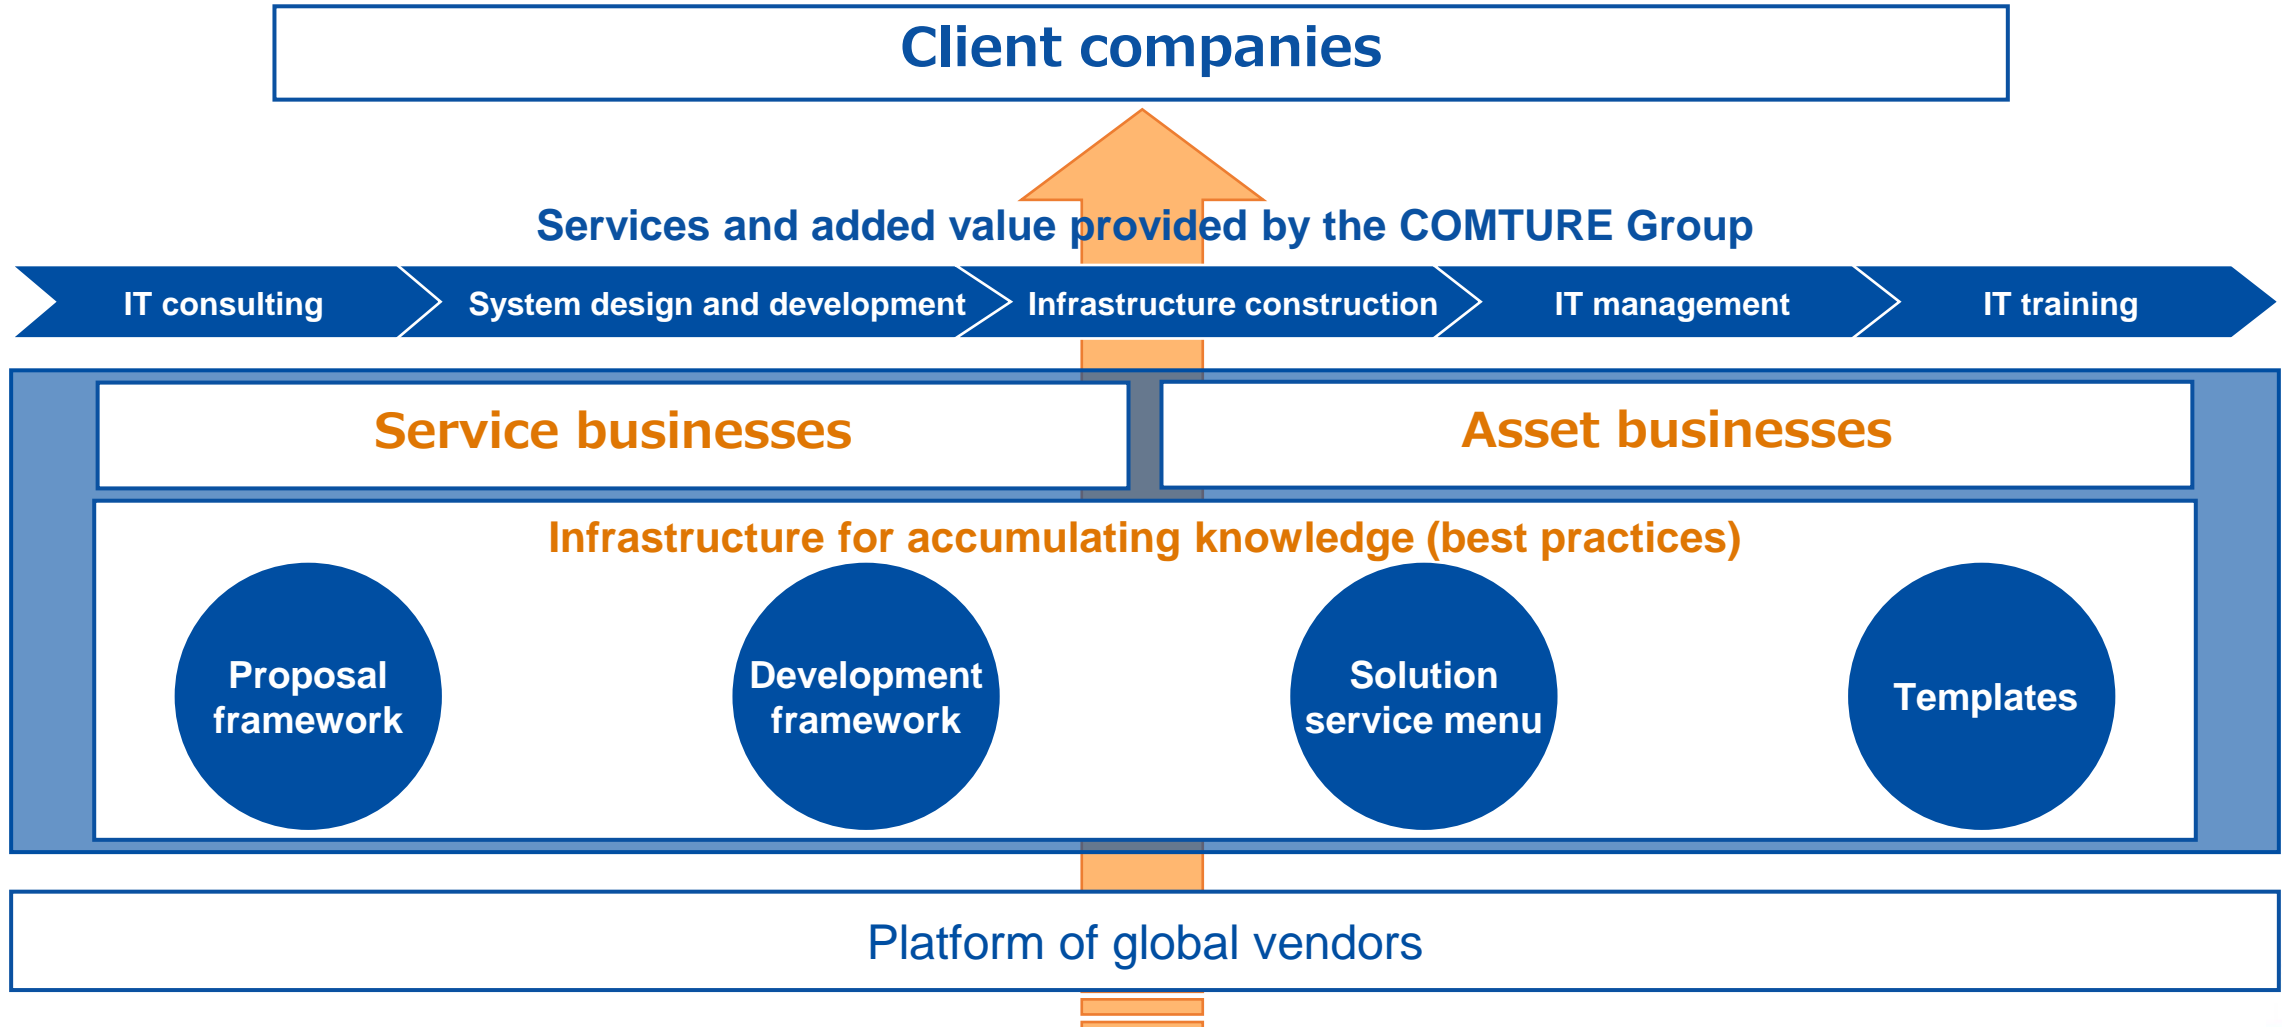 Client companies
Services and added value provided by the COMTURE Group
IT consulting
System design and development
Infrastructure construction
IT management
IT training
Service businesses
Asset businesses
Infrastructure for accumulating knowledge (best practices)
Proposal
framework
Development
framework
Solution
service menu
Templates
Platform of global vendors